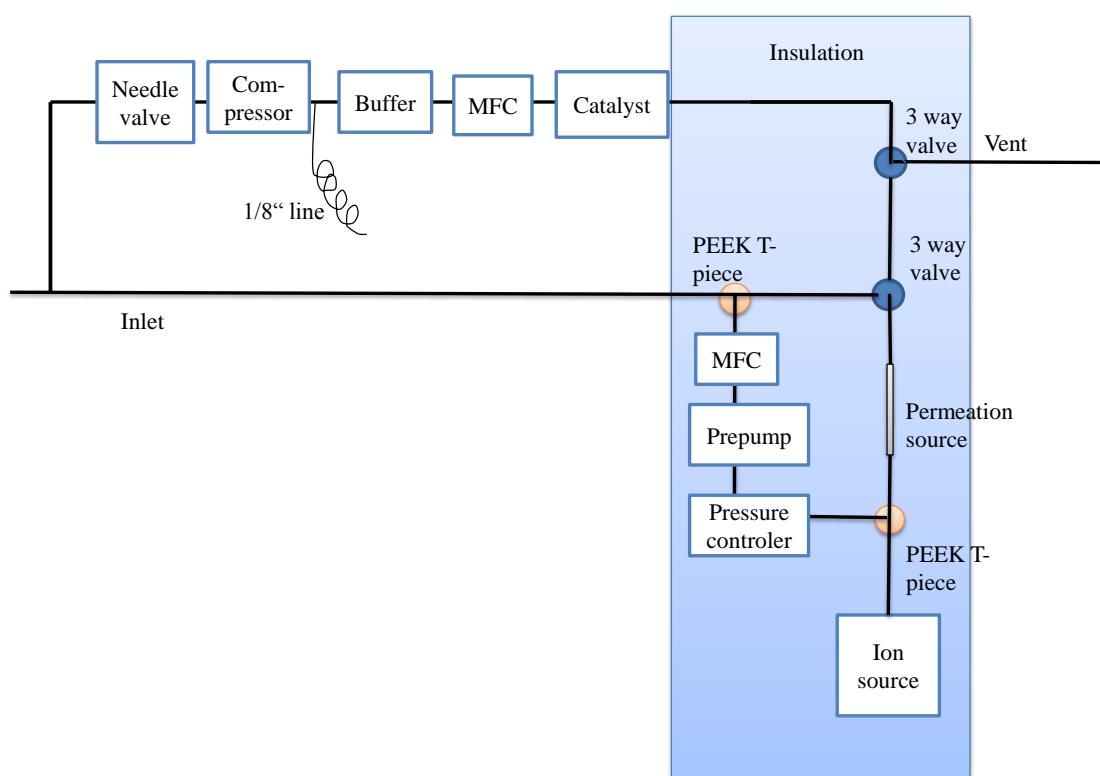 Insulation
Needle
valve
Com-
pressor
Buffer
MFC
Catalyst
3 way
valve
Vent
1/8“ line
PEEK T-
piece
3 way
valve
Inlet
MFC
Prepump
Permeation
source
Pressure
controler
PEEK T-
piece
Ion
source